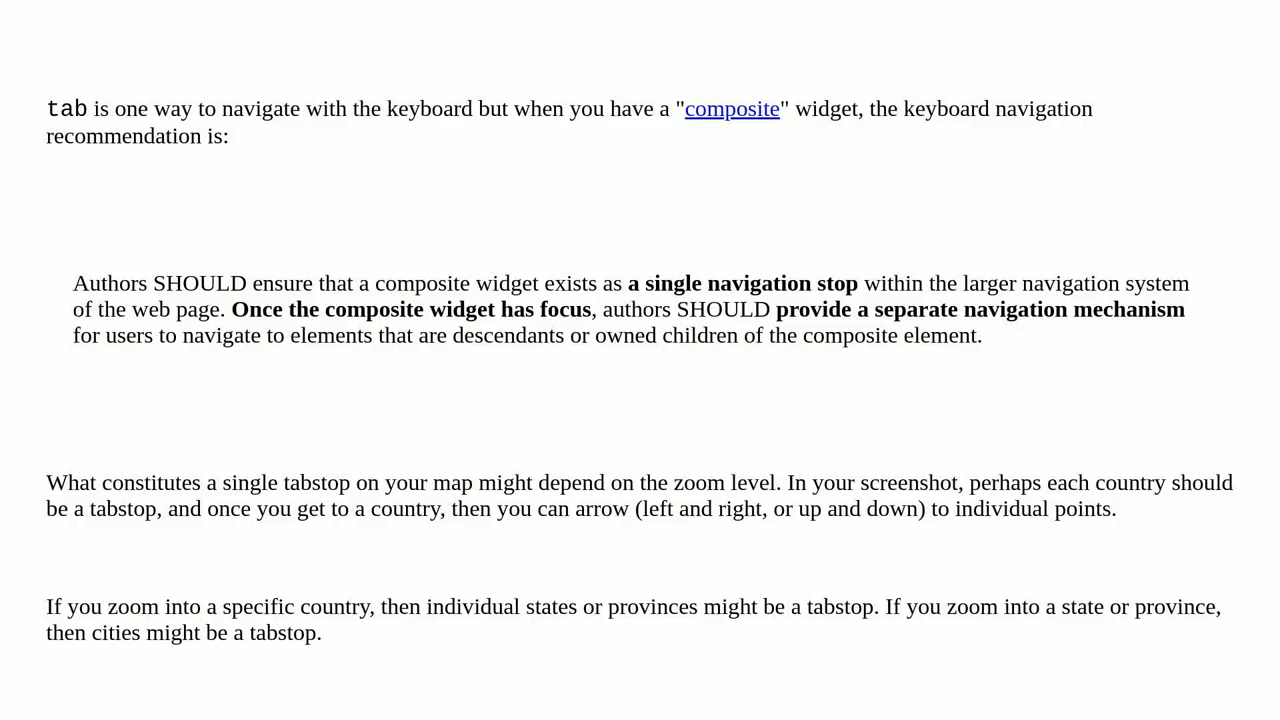 tab is one way to navigate with the keyboard but when you have a "composite" widget, the keyboard navigation
recommendation is:
Authors SHOULD ensure that a composite widget exists as a single navigation stop within the larger navigation system
of the web page. Once the composite widget has focus, authors SHOULD provide a separate navigation mechanism
for users to navigate to elements that are descendants or owned children of the composite element.
What constitutes a single tabstop on your map might depend on the zoom level. In your screenshot, perhaps each country should
be a tabstop, and once you get to a country, then you can arrow (left and right, or up and down) to individual points.
If you zoom into a specific country, then individual states or provinces might be a tabstop. If you zoom into a state or province,
then cities might be a tabstop.